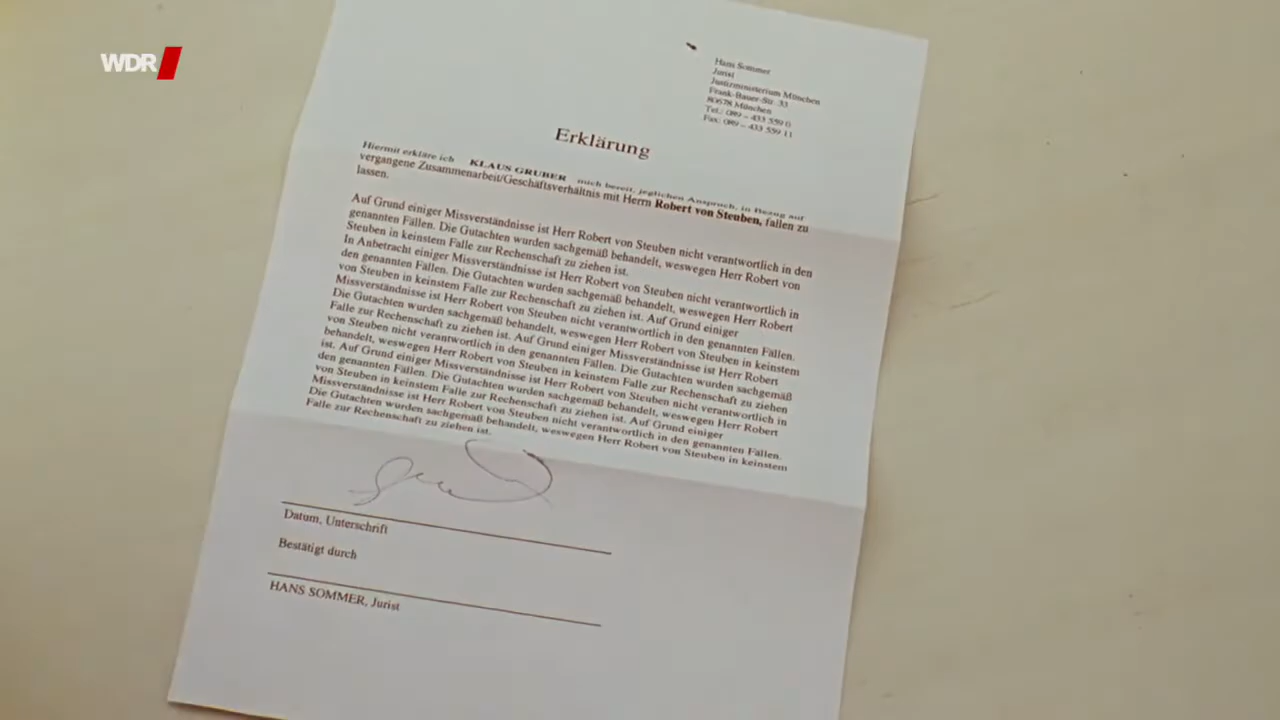 WDR
Hans Sommer
Jurist
Justizministerium München
Frank-Bauer-Str. 33
80678 München
Tel.: 089 – 433 559 0
Fax: 089 – 433 559 11
Erklärung
Hiermit erkläre ich KLAUS GRUBER mich bereit, jeglichen Anspruch, in Bezug auf
vergangene Zusammenarbeit/Geschäftsverhältnis mit Herrn Robert von Steuben, fallen zu
lassen.
Auf Grund einiger Missverständnisse ist Herr Robert von Steuben nicht verantwortlich in den
genannten Fällen. Die Gutachten wurden sachgemäß behandelt, weswegen Herr Robert von
Steuben in keinstem Falle zur Rechenschaft zu ziehen ist.
In Anbetracht einiger Missverständnisse ist Herr Robert von Steuben nicht verantwortlich in
den genannten Fällen. Die Gutachten wurden sachgemäß behandelt, weswegen Herr Robert
von Steuben in keinstem Falle zur Rechenschaft zu ziehen ist. Auf Grund einiger
Missverständnisse ist Herr Robert von Steuben nicht verantwortlich in den genannten Fällen.
Die Gutachten wurden sachgemäß behandelt, weswegen Herr Robert von Steuben in keinstem
Falle zur Rechenschaft zu ziehen ist. Auf Grund einiger Missverständnisse ist Herr Robert
von Steuben nicht verantwortlich in den genannten Fällen. Die Gutachten wurden sachgemäß
behandelt, weswegen Herr Robert von Steuben in keinstem Falle zur Rechenschaft zu ziehen
ist. Auf Grund einiger Missverständnisse ist Herr Robert von Steuben nicht verantwortlich in
den genannten Fällen. Die Gutachten wurden sachgemäß behandelt, weswegen Herr Robert
von Steuben in keinstem Falle zur Rechenschaft zu ziehen ist. Auf Grund einiger
Missverständnisse ist Herr Robert von Steuben nicht verantwortlich in den genannten Fällen.
Die Gutachten wurden sachgemäß behandelt, weswegen Herr Robert von Steuben in keinstem
Falle zur Rechenschaft zu ziehen ist.
Datum, Unterschrift
Bestätigt durch
HANS SOMMER, Jurist